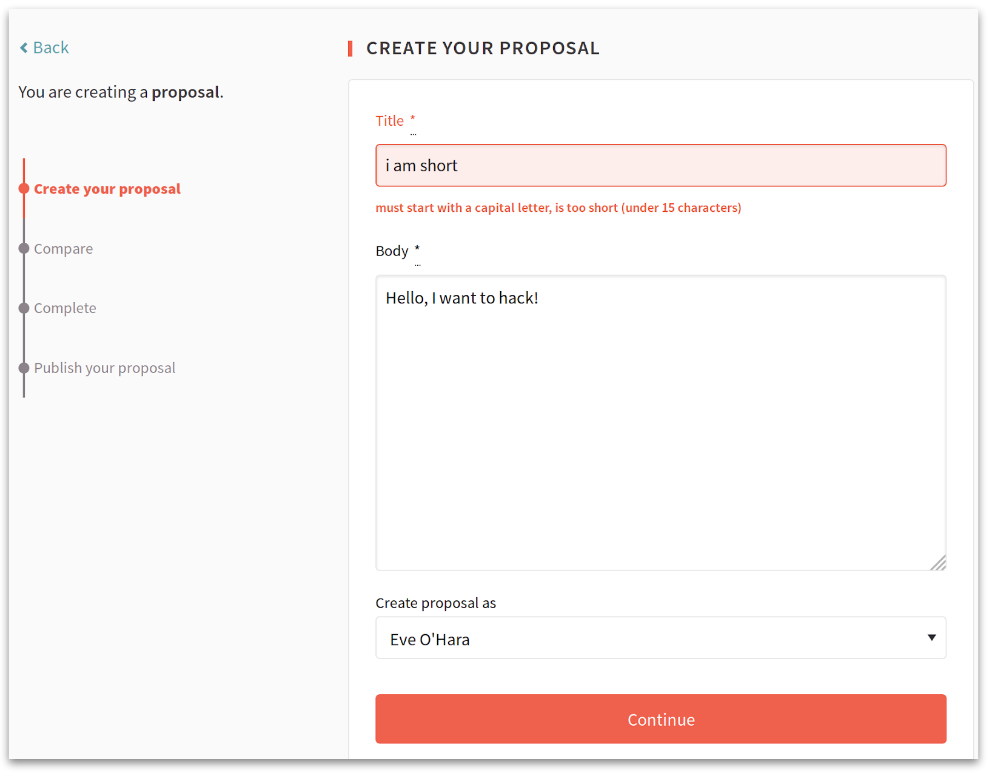 Back
You are creating a proposal.
Create your proposal
Compare
Complete
Publish your proposal
CREATE YOUR PROPOSAL
Title *
i am short
must start with a capital letter, is too short (under 15 characters)
Body *
Hello, I want to hack!
Create proposal as
Eve O'Hara
Continue